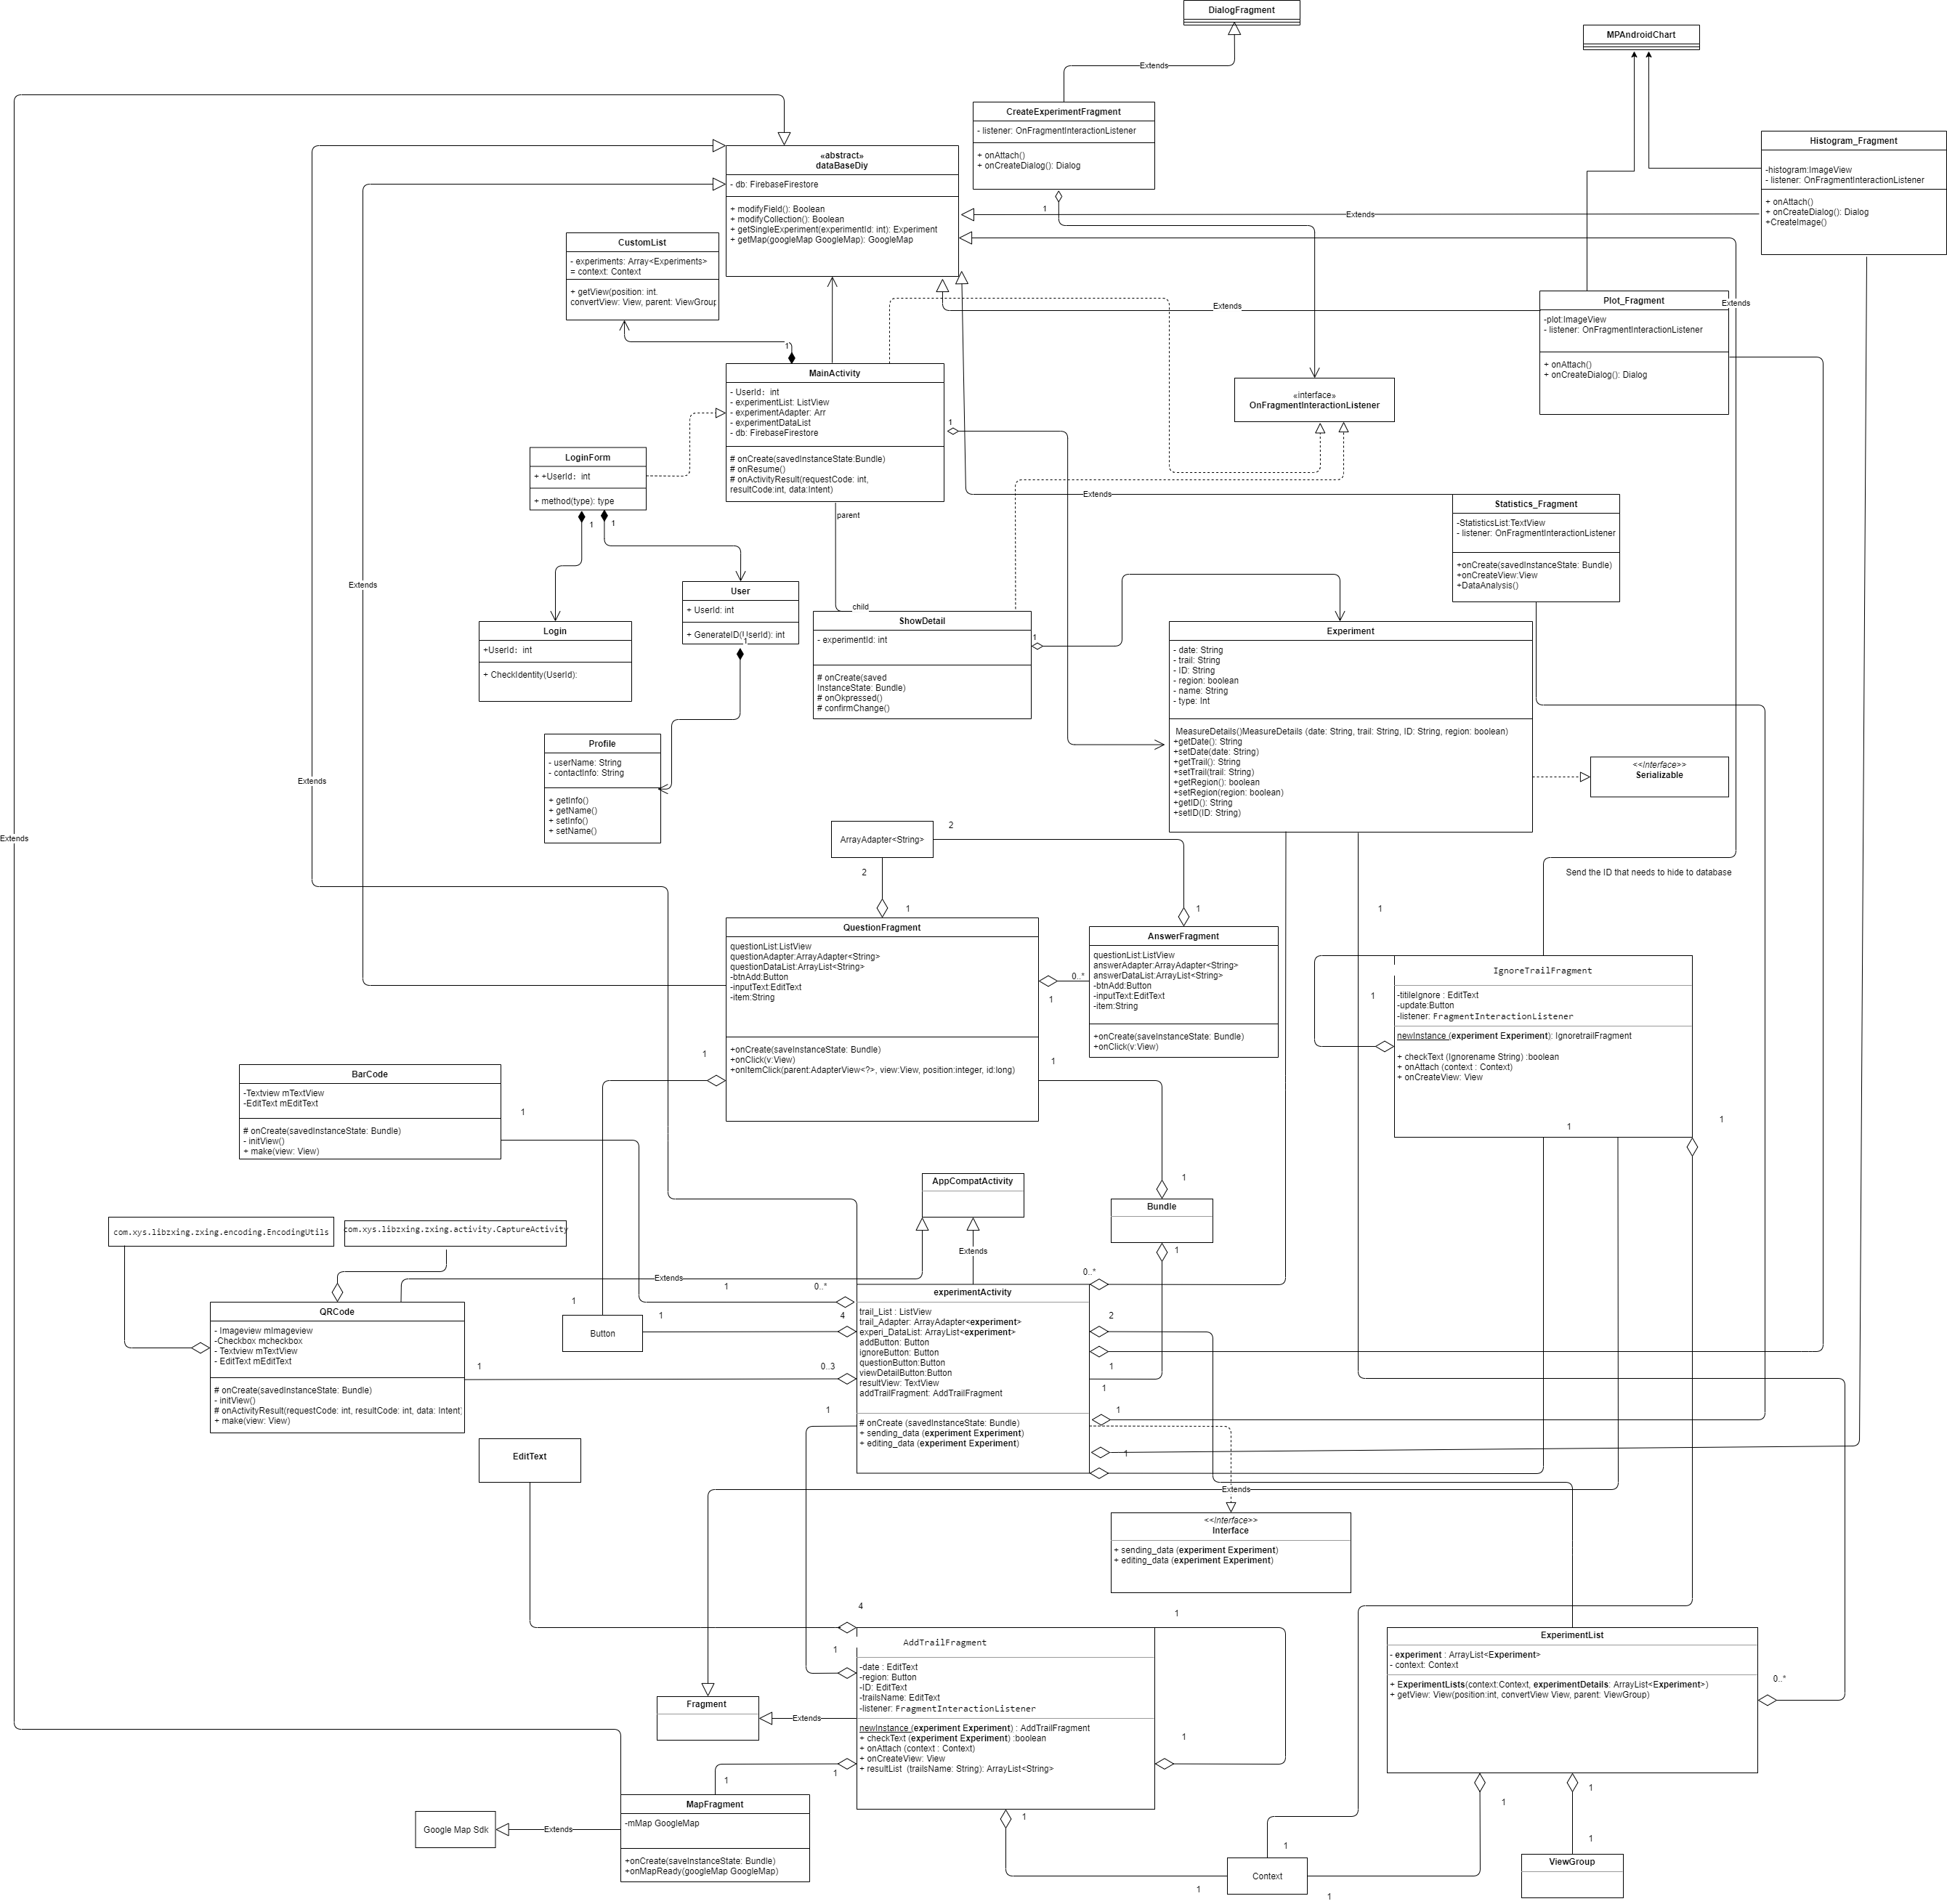 DialogFragment
MPAndroidChart
Extends
CreateExperimentFragment
- listener: OnFragmentInteractionListener
+ onAttach()
+ onCreateDialog(): Dialog
Histogram_Fragment
-histogram:ImageView
- listener: OnFragmentInteractionListener
+ onAttach()
+ onCreateDialog(): Dialog
+CreateImage()
«abstract»
dataBaseDiy
- db: FirebaseFirestore
+ modifyField(): Boolean
+ modifyCollection(): Boolean
+ getSingleExperiment(experimentId: int): Experiment
+ getMap(googleMap GoogleMap): GoogleMap
1
Extends
CustomList
- experiments: Array<Experiments>
= context: Context
+ getView(position: int.
convertView: View, parent: ViewGroup
Extends
Extends
Plot_Fragment
-plot:ImageView
- listener: OnFragmentInteractionListener
+ onAttach()
+ onCreateDialog(): Dialog
1
MainActivity
- UserId: int
- experimentList: ListView
- experimentAdapter: Arr
- experimentDataList
- db: FirebaseFirestore
# onCreate(savedInstanceState:Bundle)
# onResume()
# onActivityResult(requestCode: int,
resultCode:int, data:Intent)
1
«interface»
OnFragmentInteractionListener
LoginForm
+ +UserId: int
+ method(type): type
1
1
parent
Extends
Statistics_Fragment
-StatisticsList:TextView
- listener: OnFragmentInteractionListener
+onCreate(savedInstanceState: Bundle)
+onCreateView:View
+DataAnalysis()
Extends
User
+ UserId: int
+ GenerateID(UserId): int
1
child
ShowDetail
- experimentId: int
# onCreate(saved
InstanceState: Bundle)
# onOkpressed()
# confirmChange()
1
Login
+UserId: int
+ CheckIdentity(UserId):
Experiment
- date: String
- trail: String
- ID: String
- region: boolean
- name: String
- type: Int
MeasureDetails()MeasureDetails (date: String, trail: String, ID: String, region: boolean)
+getDate(): String
+setDate(date: String)
+getTrail(): String
+setTrail(trail: String)
+getRegion(): boolean
+setRegion(region: boolean)
+getID(): String
+setID(ID: String)
<<Interface>>
Serializable
Profile
- userName: String
- contactInfo: String
+ getInfo()
+ getName()
+ setInfo()
+ setName()
Extends
Extends
ArrayAdapter<String>
2
2
1
1
1
Send the ID that needs to hide to database
QuestionFragment
questionList:ListView
questionAdapter:ArrayAdapter<String>
questionDataList:ArrayList<String>
-btnAdd:Button
-inputText:EditText
-item:String
+onCreate(saveInstanceState: Bundle)
+onClick(v:View)
+onItemClick(parent:AdapterView<?>, view:View, position:integer, id:long)
0..*
1
1
1
AnswerFragment
questionList:ListView
answerAdapter:ArrayAdapter<String>
answerDataList:ArrayList<String>
-btnAdd:Button
-inputText:EditText
-item:String
+onCreate(saveInstanceState: Bundle)
+onClick(v:View)
IgnoreTrailFragment
-titileIgnore : EditText
-update:Button
-listener: FragmentInteractionListener
newInstance (experiment Experiment): IgnoretrailFragment
+ checkText (Ignorename String) :boolean
+ onAttach (context : Context)
+ onCreateView: View
1
1
1
BarCode
-Textview mTextView
-EditText mEditText
# onCreate(savedInstanceState: Bundle)
- initView()
+ make(view: View)
1
AppCompatActivity
Extends
Bundle
1
1
com.xys.libzxing.zxing.encoding.EncodingUtils
com.xys.libzxing.zxing.activity.CaptureActivity
Extends
QRCode
- Imageview mImageview
-Checkbox mcheckbox
- Textview mTextView
- EditText mEditText
# onCreate(savedInstanceState: Bundle)
- initView()
# onActivityResult(requestCode: int, resultCode: int, data: Intent)
+ make(view: View)
1
Button
1
1
1
0..*
4
0..3
1
experimentActivity
trail_List : ListView
trail_Adapter: ArrayAdapter<experiment>
experi_DataList: ArrayList<experiment>
addButton: Button
ignoreButton: Button
questionButton:Button
viewDetailButton:Button
resultView: TextView
addTrailFragment: AddTrailFragment
# onCreate (savedInstanceState: Bundle)
+ sending_data (experiment Experiment)
+ editing_data (experiment Experiment)
0..*
2
1
1
1
1
EditText
Extends
<<Interface>>
Interface
+ sending_data (experiment Experiment)
+ editing_data (experiment Experiment)
4
1
1
AddTrailFragment
-date : EditText
-region: Button
-ID: EditText
-trailsName: EditText
-listener: FragmentInteractionListener
newInstance (experiment Experiment) : AddTrailFragment
+ checkText (experiment Experiment) :boolean
+ onAttach (context : Context)
+ onCreateView: View
+ resultList (trailsName: String): ArrayList<String>
1
1
1
ExperimentList
- experiment : ArrayList<Experiment>
- context: Context
+ ExperimentLists(context:Context, experimentDetails: ArrayList<Experiment>)
+ getView: View(position:int, convertView View, parent: ViewGroup)
0..*
Fragment
Extends
1
MapFragment
-mMap GoogleMap
+onCreate(saveInstanceState: Bundle)
+onMapReady(googleMap GoogleMap)
Google Map Sdk
Extends
1
1
1
1
Context
1
1
ViewGroup